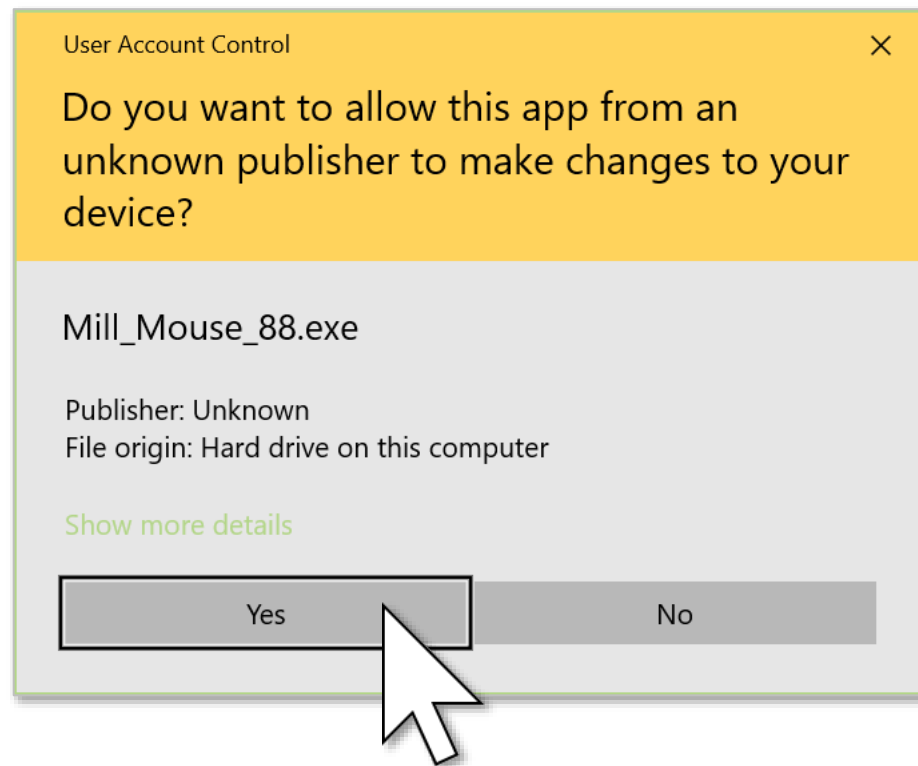 User Account Control
Do you want to allow this app from an
unknown publisher to make changes to your
device?
Mill_Mouse_88.exe
Publisher: Unknown
File origin: Hard drive on this computer
Show more details
Yes
No